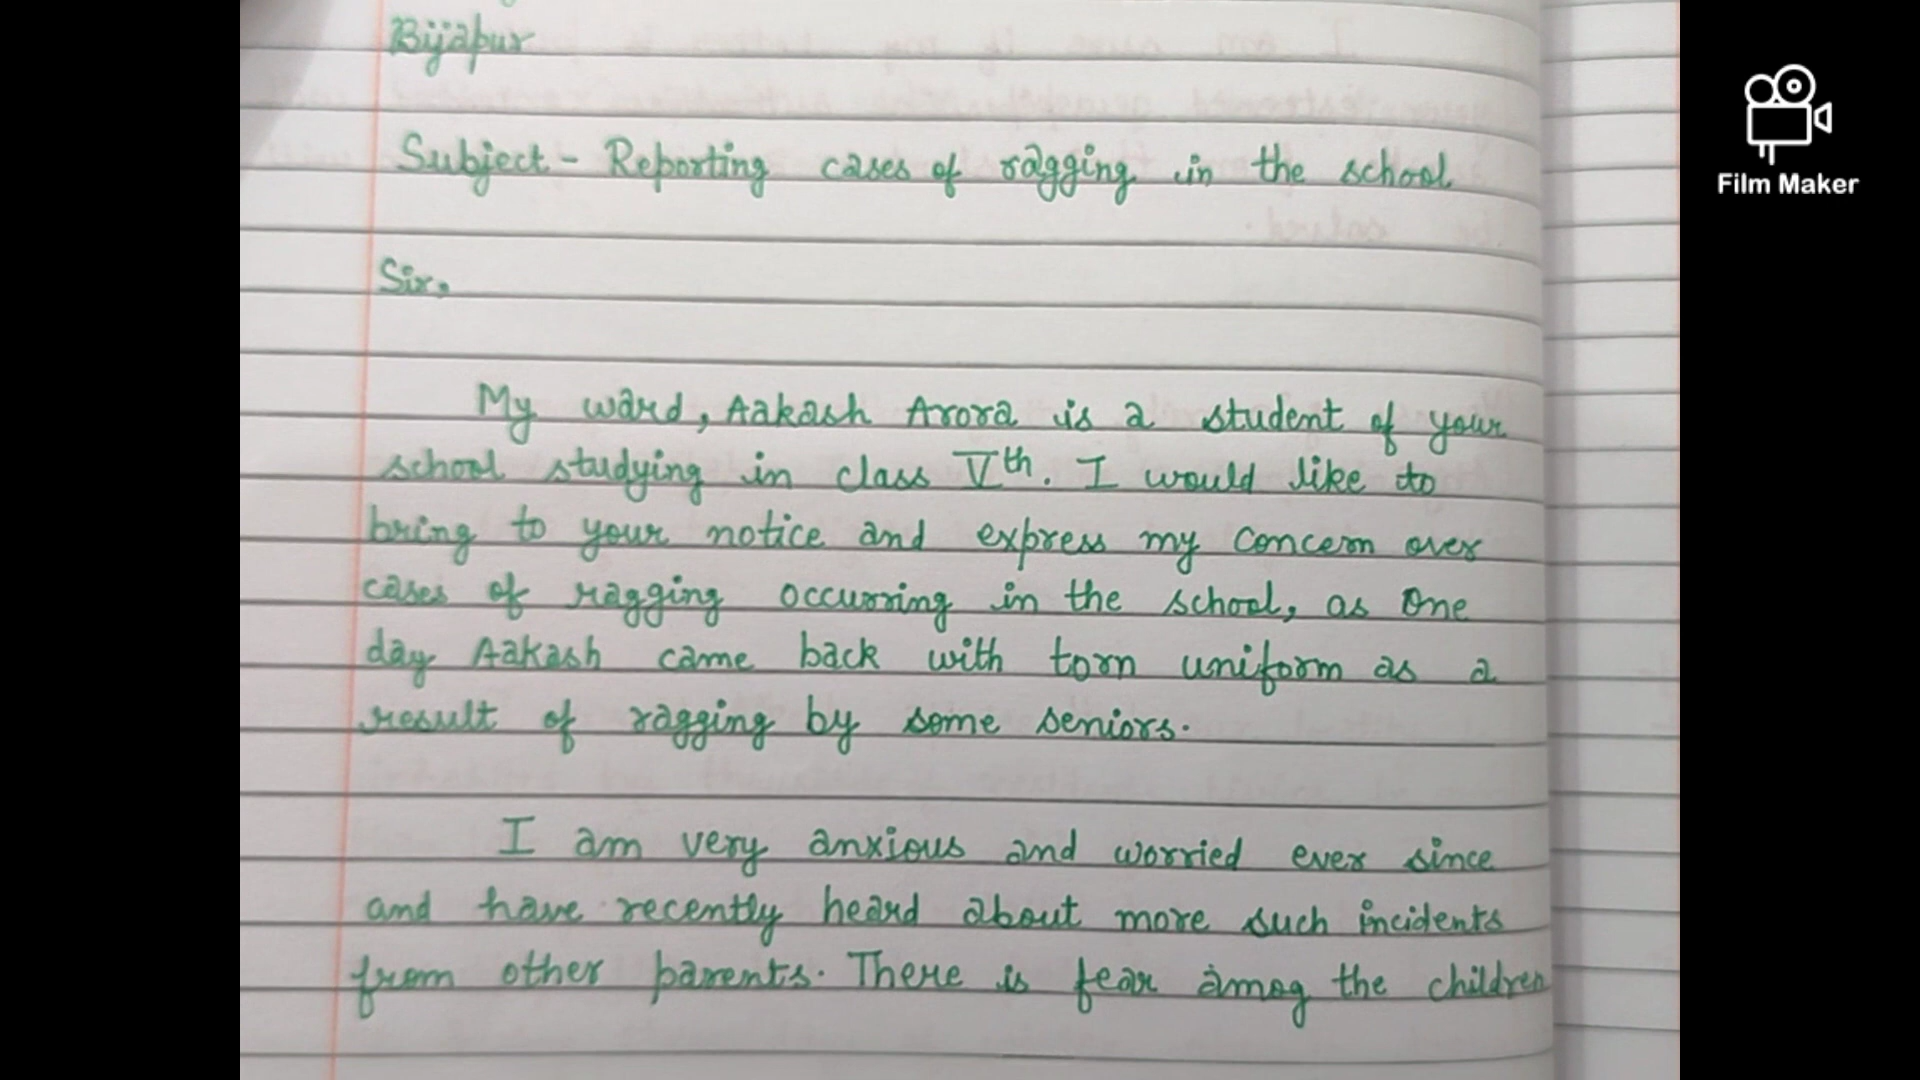 Bijapur
Subject - Reporting cases of ragging in the school
Sir,
My ward, Aakash Arora is a student of your
school studying in class Vth. I would like to
bring to your notice and express my concern over
cases of ragging occurring in the school, as one
day Aakash came back with torn uniform as a
result of ragging by some seniors.
I am very anxious and worried ever since
and have recently heard about more such incidents
from other parents. There is fear amog the children
Film Maker